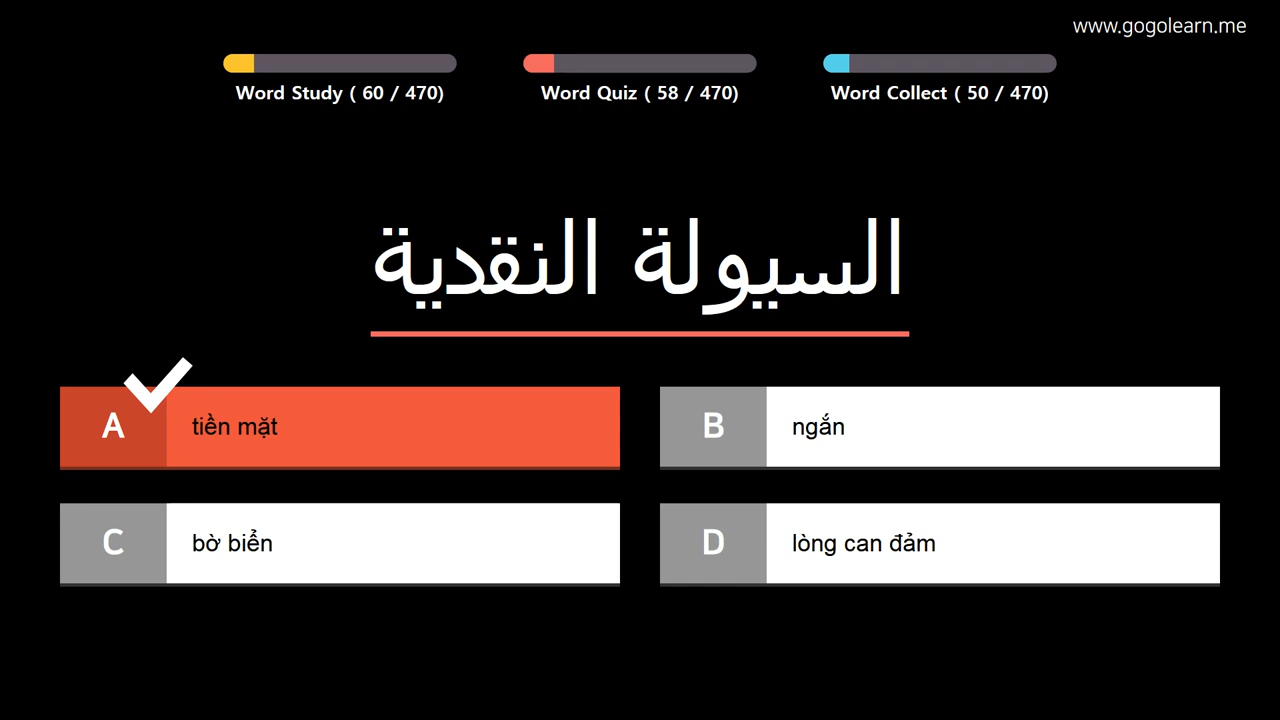 www.gogolearn.me
Word Study ( 60 / 470)
Word Quiz ( 58 / 470)
Word Collect ( 50 / 470)
السيولة النقدية
A
tiền mặt
B
ngắn
C
bờ biển
D
lòng can đảm